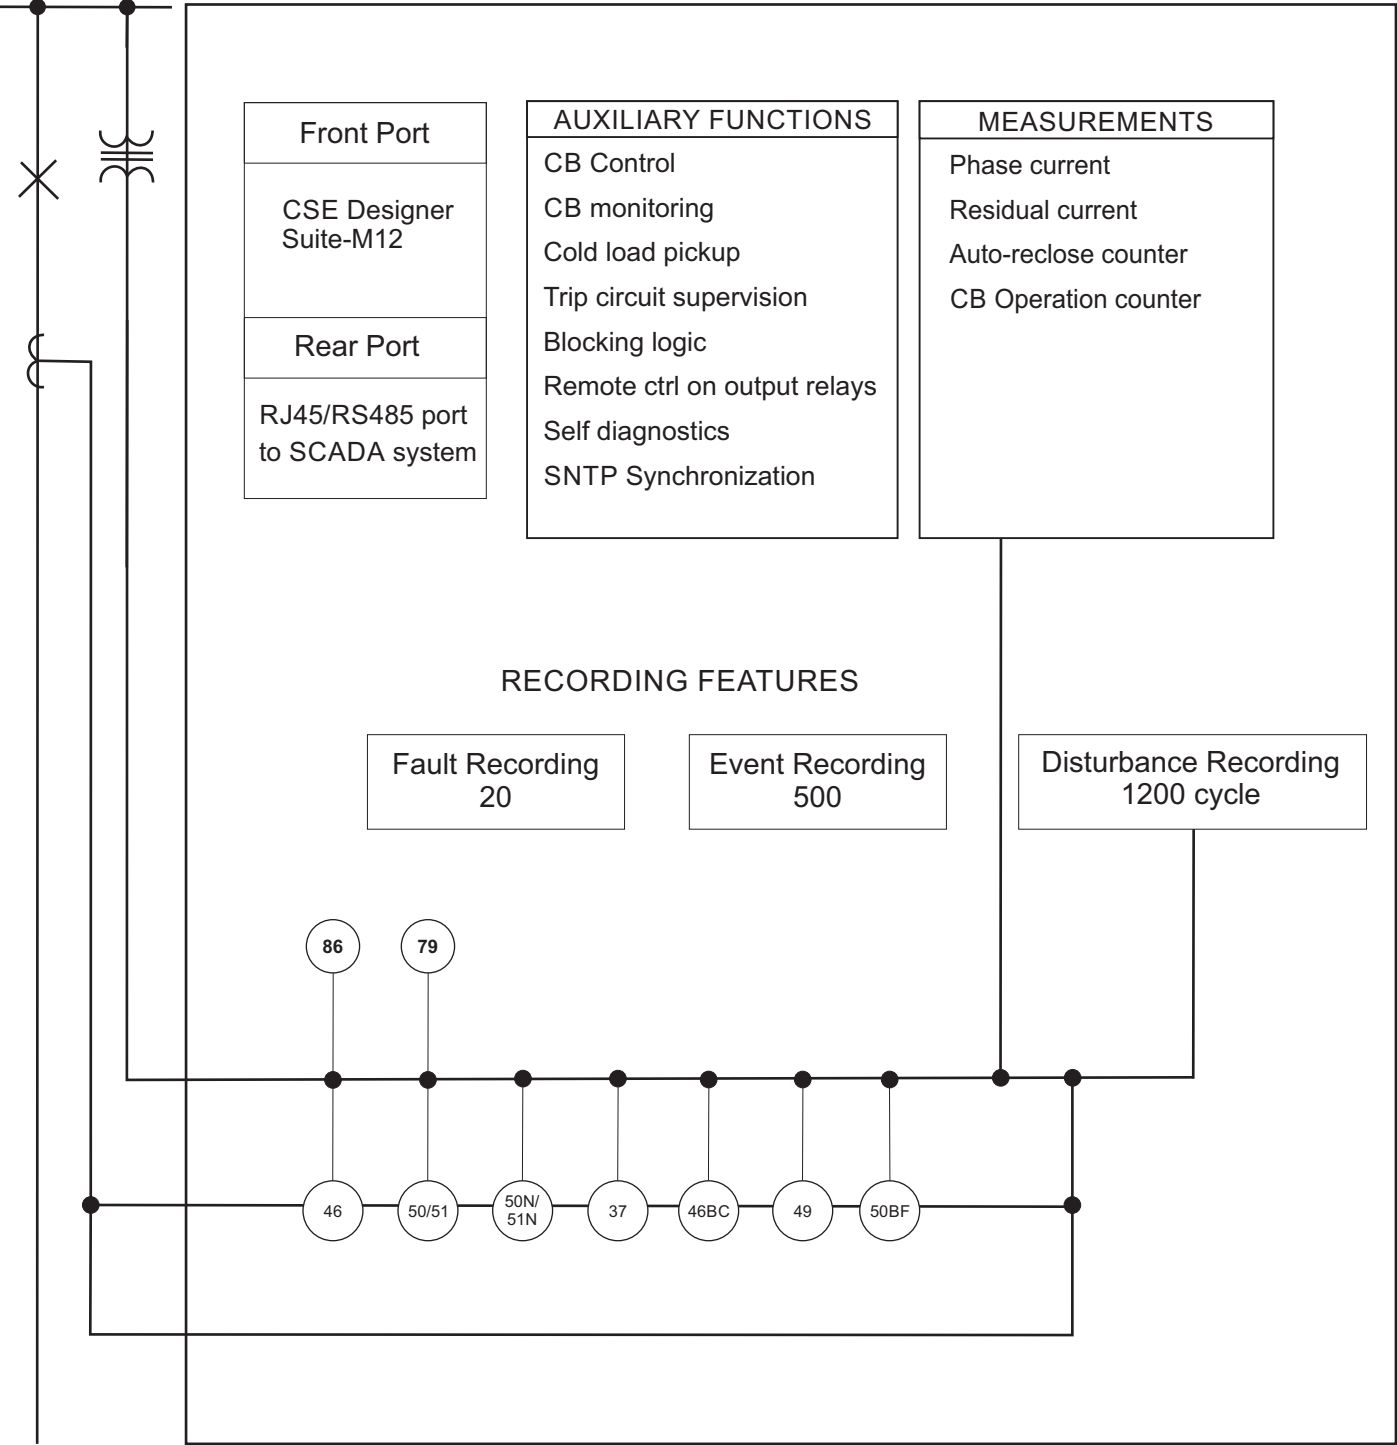 Front Port
CSE Designer
Suite-M12
Rear Port
RJ45/RS485 port
to SCADA system
AUXILIARY FUNCTIONS
CB Control
CB monitoring
Cold load pickup
Trip circuit supervision
Blocking logic
Remote ctrl on output relays
Self diagnostics
SNTP Synchronization
MEASUREMENTS
Phase current
Residual current
Auto-reclose counter
CB Operation counter
RECORDING FEATURES
Fault Recording
20
Event Recording
500
Disturbance Recording
1200 cycle
86
79
46
50/51
50N/
51N
37
46BC
49
50BF